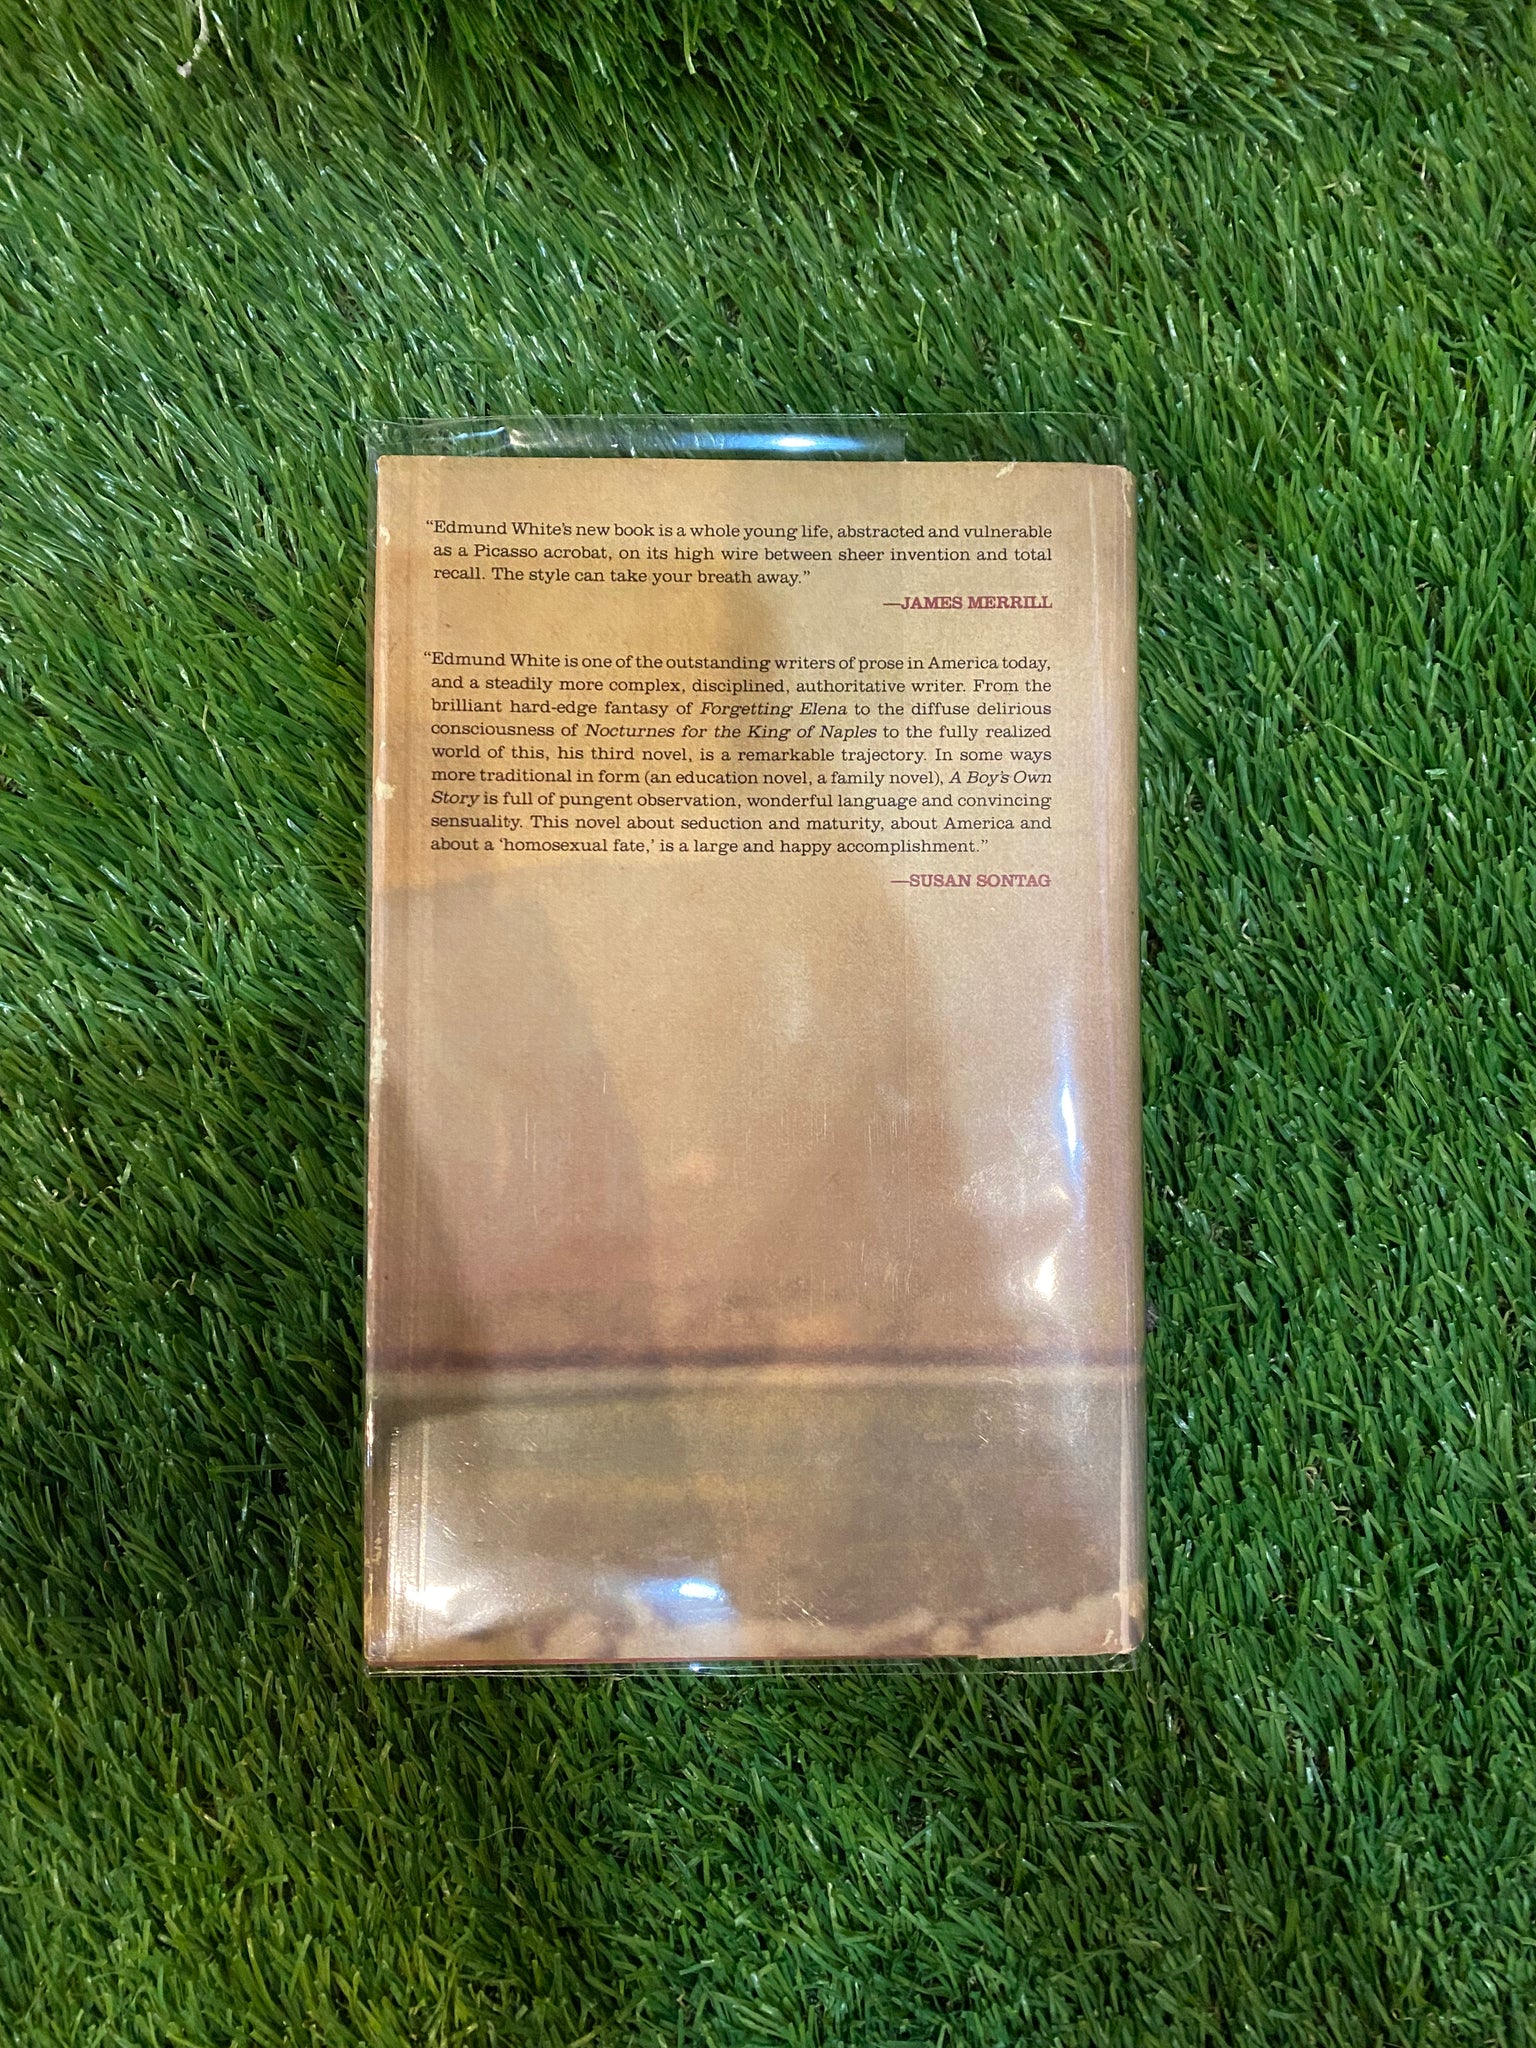 “Edmund White’s new book is a whole young life, abstracted and vulnerable
as a Picasso acrobat, on its high wire between sheer invention and total
recall. The style can take your breath away.”
—JAMES MERRILL
“Edmund White is one of the outstanding writers of prose in America today,
and a steadily more complex, disciplined, authoritative writer. From the
brilliant hard-edge fantasy of Forgetting Elena to the diffuse delirious
consciousness of Nocturnes for the King of Naples to the fully realized
world of this, his third novel, is a remarkable trajectory. In some ways
more traditional in form (an education novel, a family novel), A Boy’s Own
Story is full of pungent observation, wonderful language and convincing
sensuality. This novel about seduction and maturity, about America and
about a ‘homosexual fate,’ is a large and happy accomplishment.”
—SUSAN SONTAG